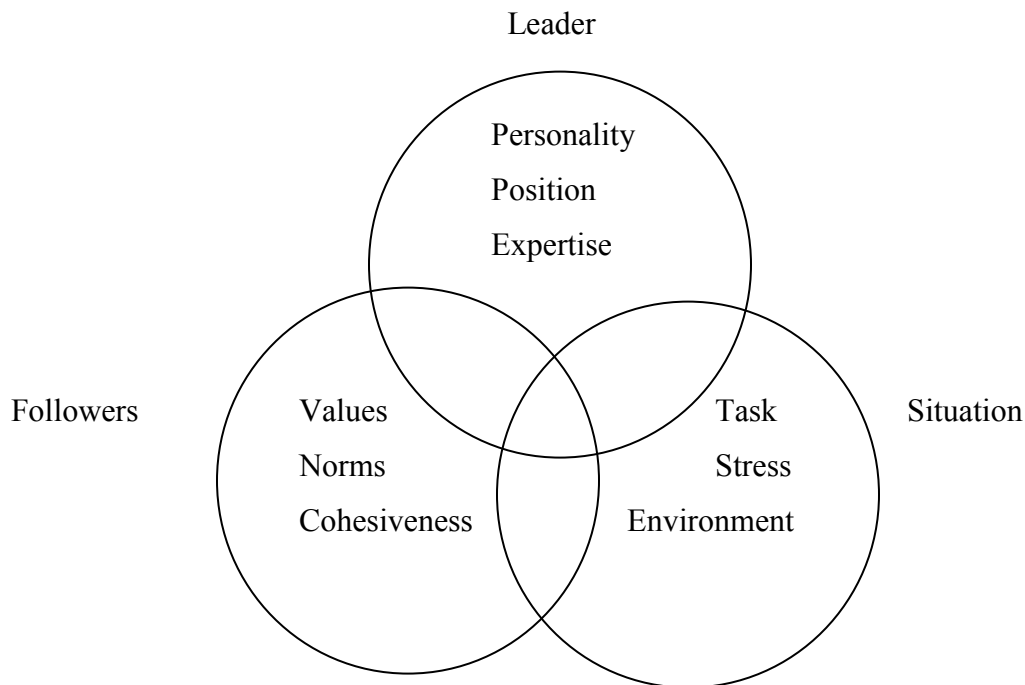 Leader
Personality
Position
Expertise
Followers
Values
Norms
Cohesiveness
Task
Stress
Environment
Situation